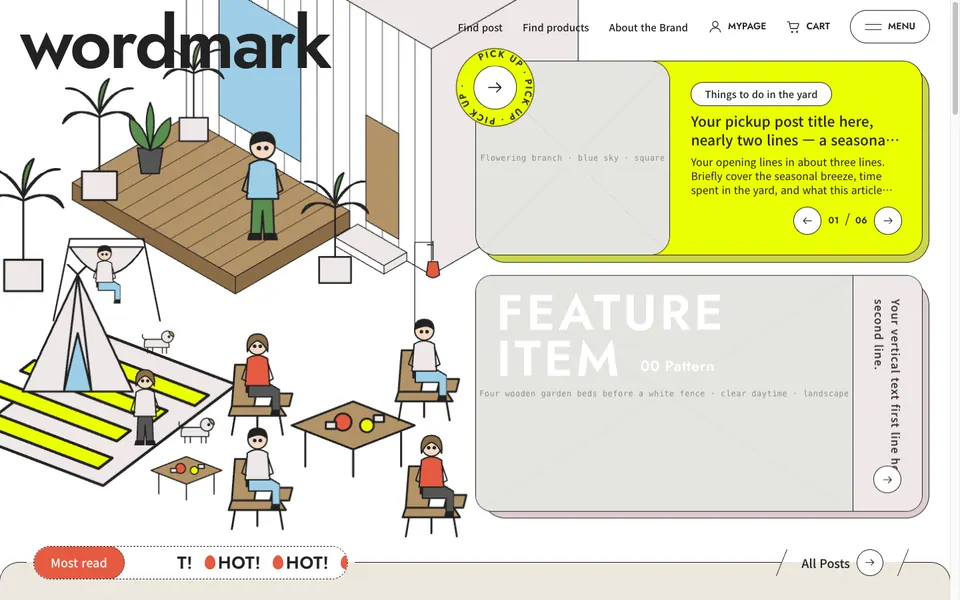 wordmark
Find post
Find products
About the Brand
MYPAGE
CART
MENU
PICK UP · PICK UP · PICK UP ·
Flowering branch · blue sky · square
Things to do in the yard
Your pickup post title here,
nearly two lines — a seasona…
Your opening lines in about three lines.
Briefly cover the seasonal breeze, time
spent in the yard, and what this article…
01 / 06
FEATURE
ITEM
00 Pattern
Four wooden garden beds before a white fence · clear daytime · landscape
Your vertical text first line
second line.
Most read
T! HOT! HOT!
All Posts